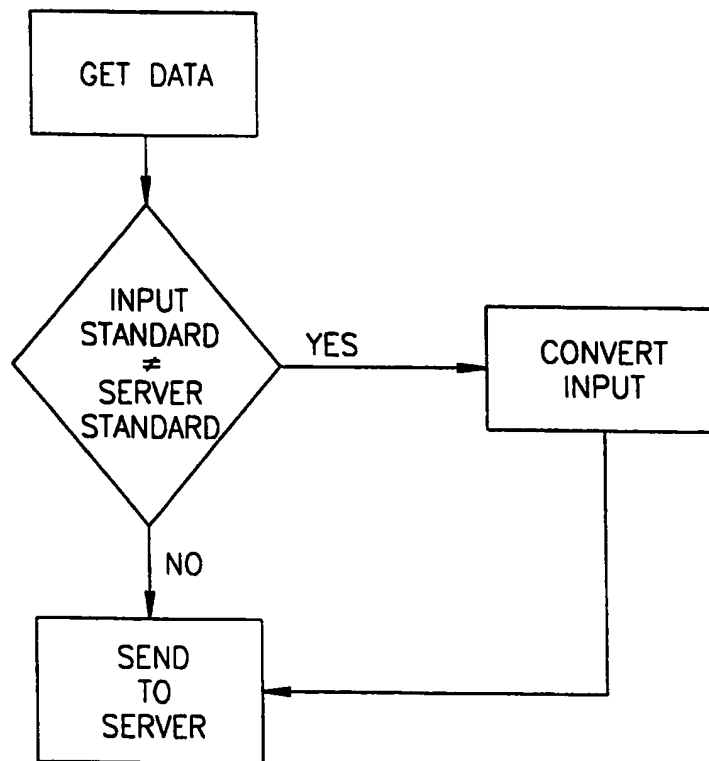 GET DATA
INPUT
STANDARD
≠
SERVER
STANDARD
YES
CONVERT
INPUT
NO
SEND
TO
SERVER